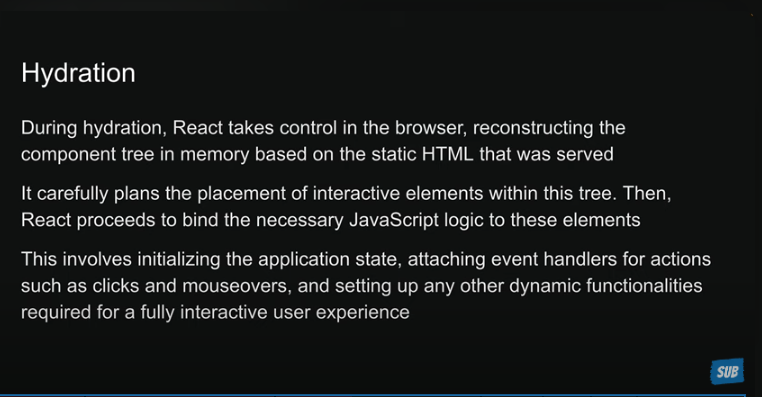 Hydration
During hydration, React takes control in the browser, reconstructing the
component tree in memory based on the static HTML that was served
It carefully plans the placement of interactive elements within this tree. Then,
React proceeds to bind the necessary JavaScript logic to these elements
This involves initializing the application state, attaching event handlers for actions
such as clicks and mouseovers, and setting up any other dynamic functionalities
required for a fully interactive user experience
SUB